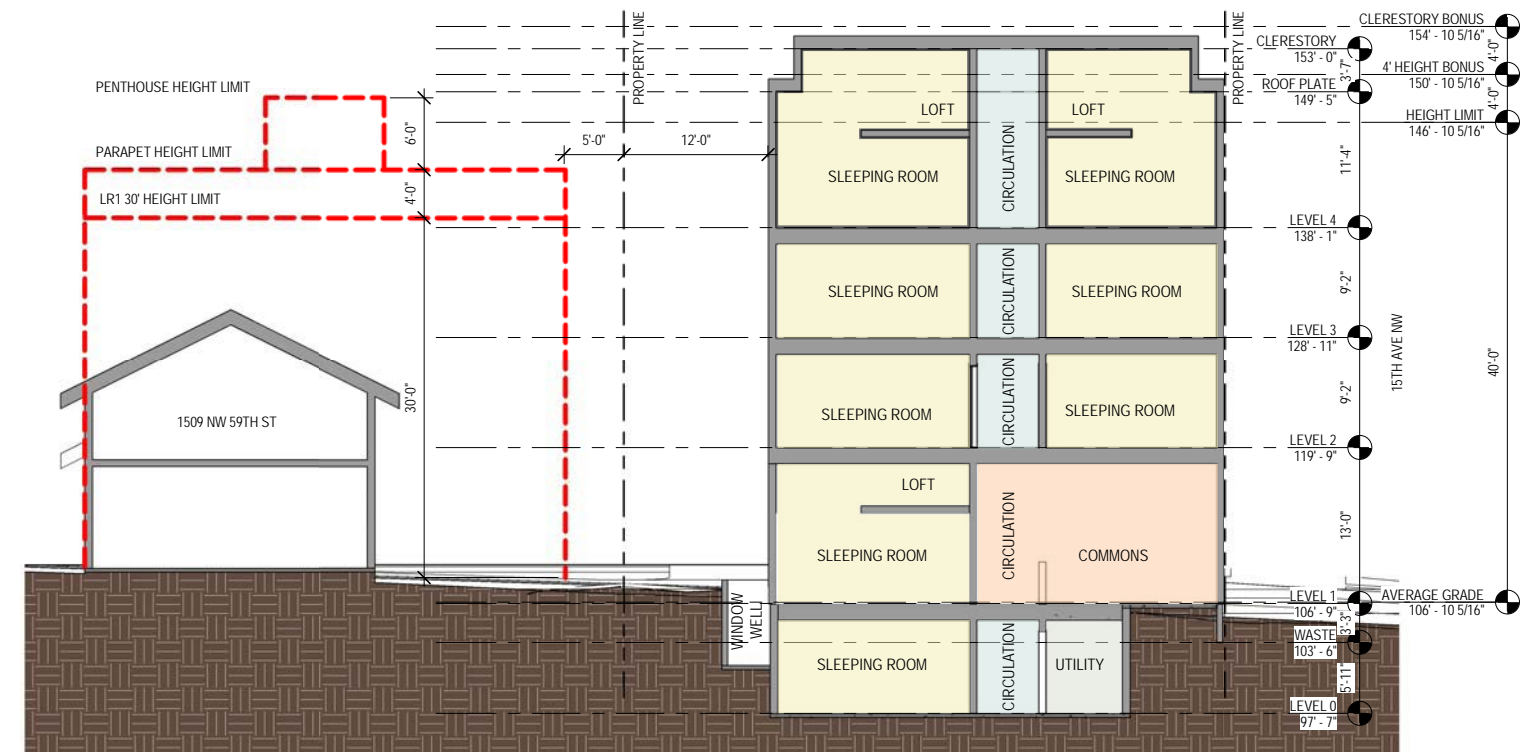 PROPERTY LINE
PROPERTY LINE
CLERESTORY BONUS
154' - 10 5/16"
CLERESTORY
153' - 0"
4'-0"
3'-7"
4' HEIGHT BONUS
150' - 10 5/16"
ROOF PLATE
149' - 5"
4'-0"
HEIGHT LIMIT
146' - 10 5/16"
PENTHOUSE HEIGHT LIMIT
6'-0"
5'-0"
12'-0"
PARAPET HEIGHT LIMIT
4'-0"
LR1 30' HEIGHT LIMIT
LOFT
LOFT
CIRCULATION
SLEEPING ROOM
SLEEPING ROOM
11'-4"
LEVEL 4
138' - 1"
SLEEPING ROOM
CIRCULATION
SLEEPING ROOM
9'-2"
LEVEL 3
128' - 11"
15TH AVE NW
40'-0"
30'-0"
1509 NW 59TH ST
SLEEPING ROOM
CIRCULATION
SLEEPING ROOM
9'-2"
LEVEL 2
119' - 9"
LOFT
SLEEPING ROOM
CIRCULATION
COMMONS
13'-0"
LEVEL 1
106' - 9"
AVERAGE GRADE
106' - 10 5/16"
3'-3"
WINDOW
WELL
WASTE
103' - 6"
SLEEPING ROOM
CIRCULATION
UTILITY
5'-11"
LEVEL 0
97' - 7"